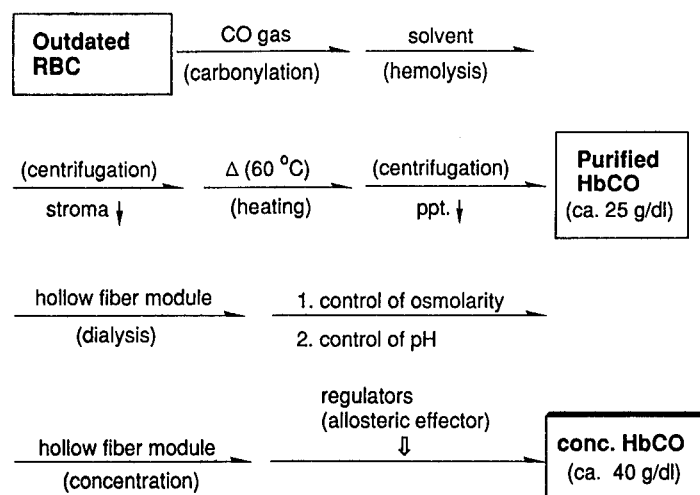 Outdated
RBC
CO gas
(carbonylation)
solvent
(hemolysis)
(centrifugation)
stroma ↓
Δ (60 °C)
(heating)
(centrifugation)
ppt. ↓
Purified
HbCO
(ca. 25 g/dl)
hollow fiber module
(dialysis)
1. control of osmolarity
2. control of pH
hollow fiber module
(concentration)
regulators
(allosteric effector)
⇩
conc. HbCO
(ca. 40 g/dl)